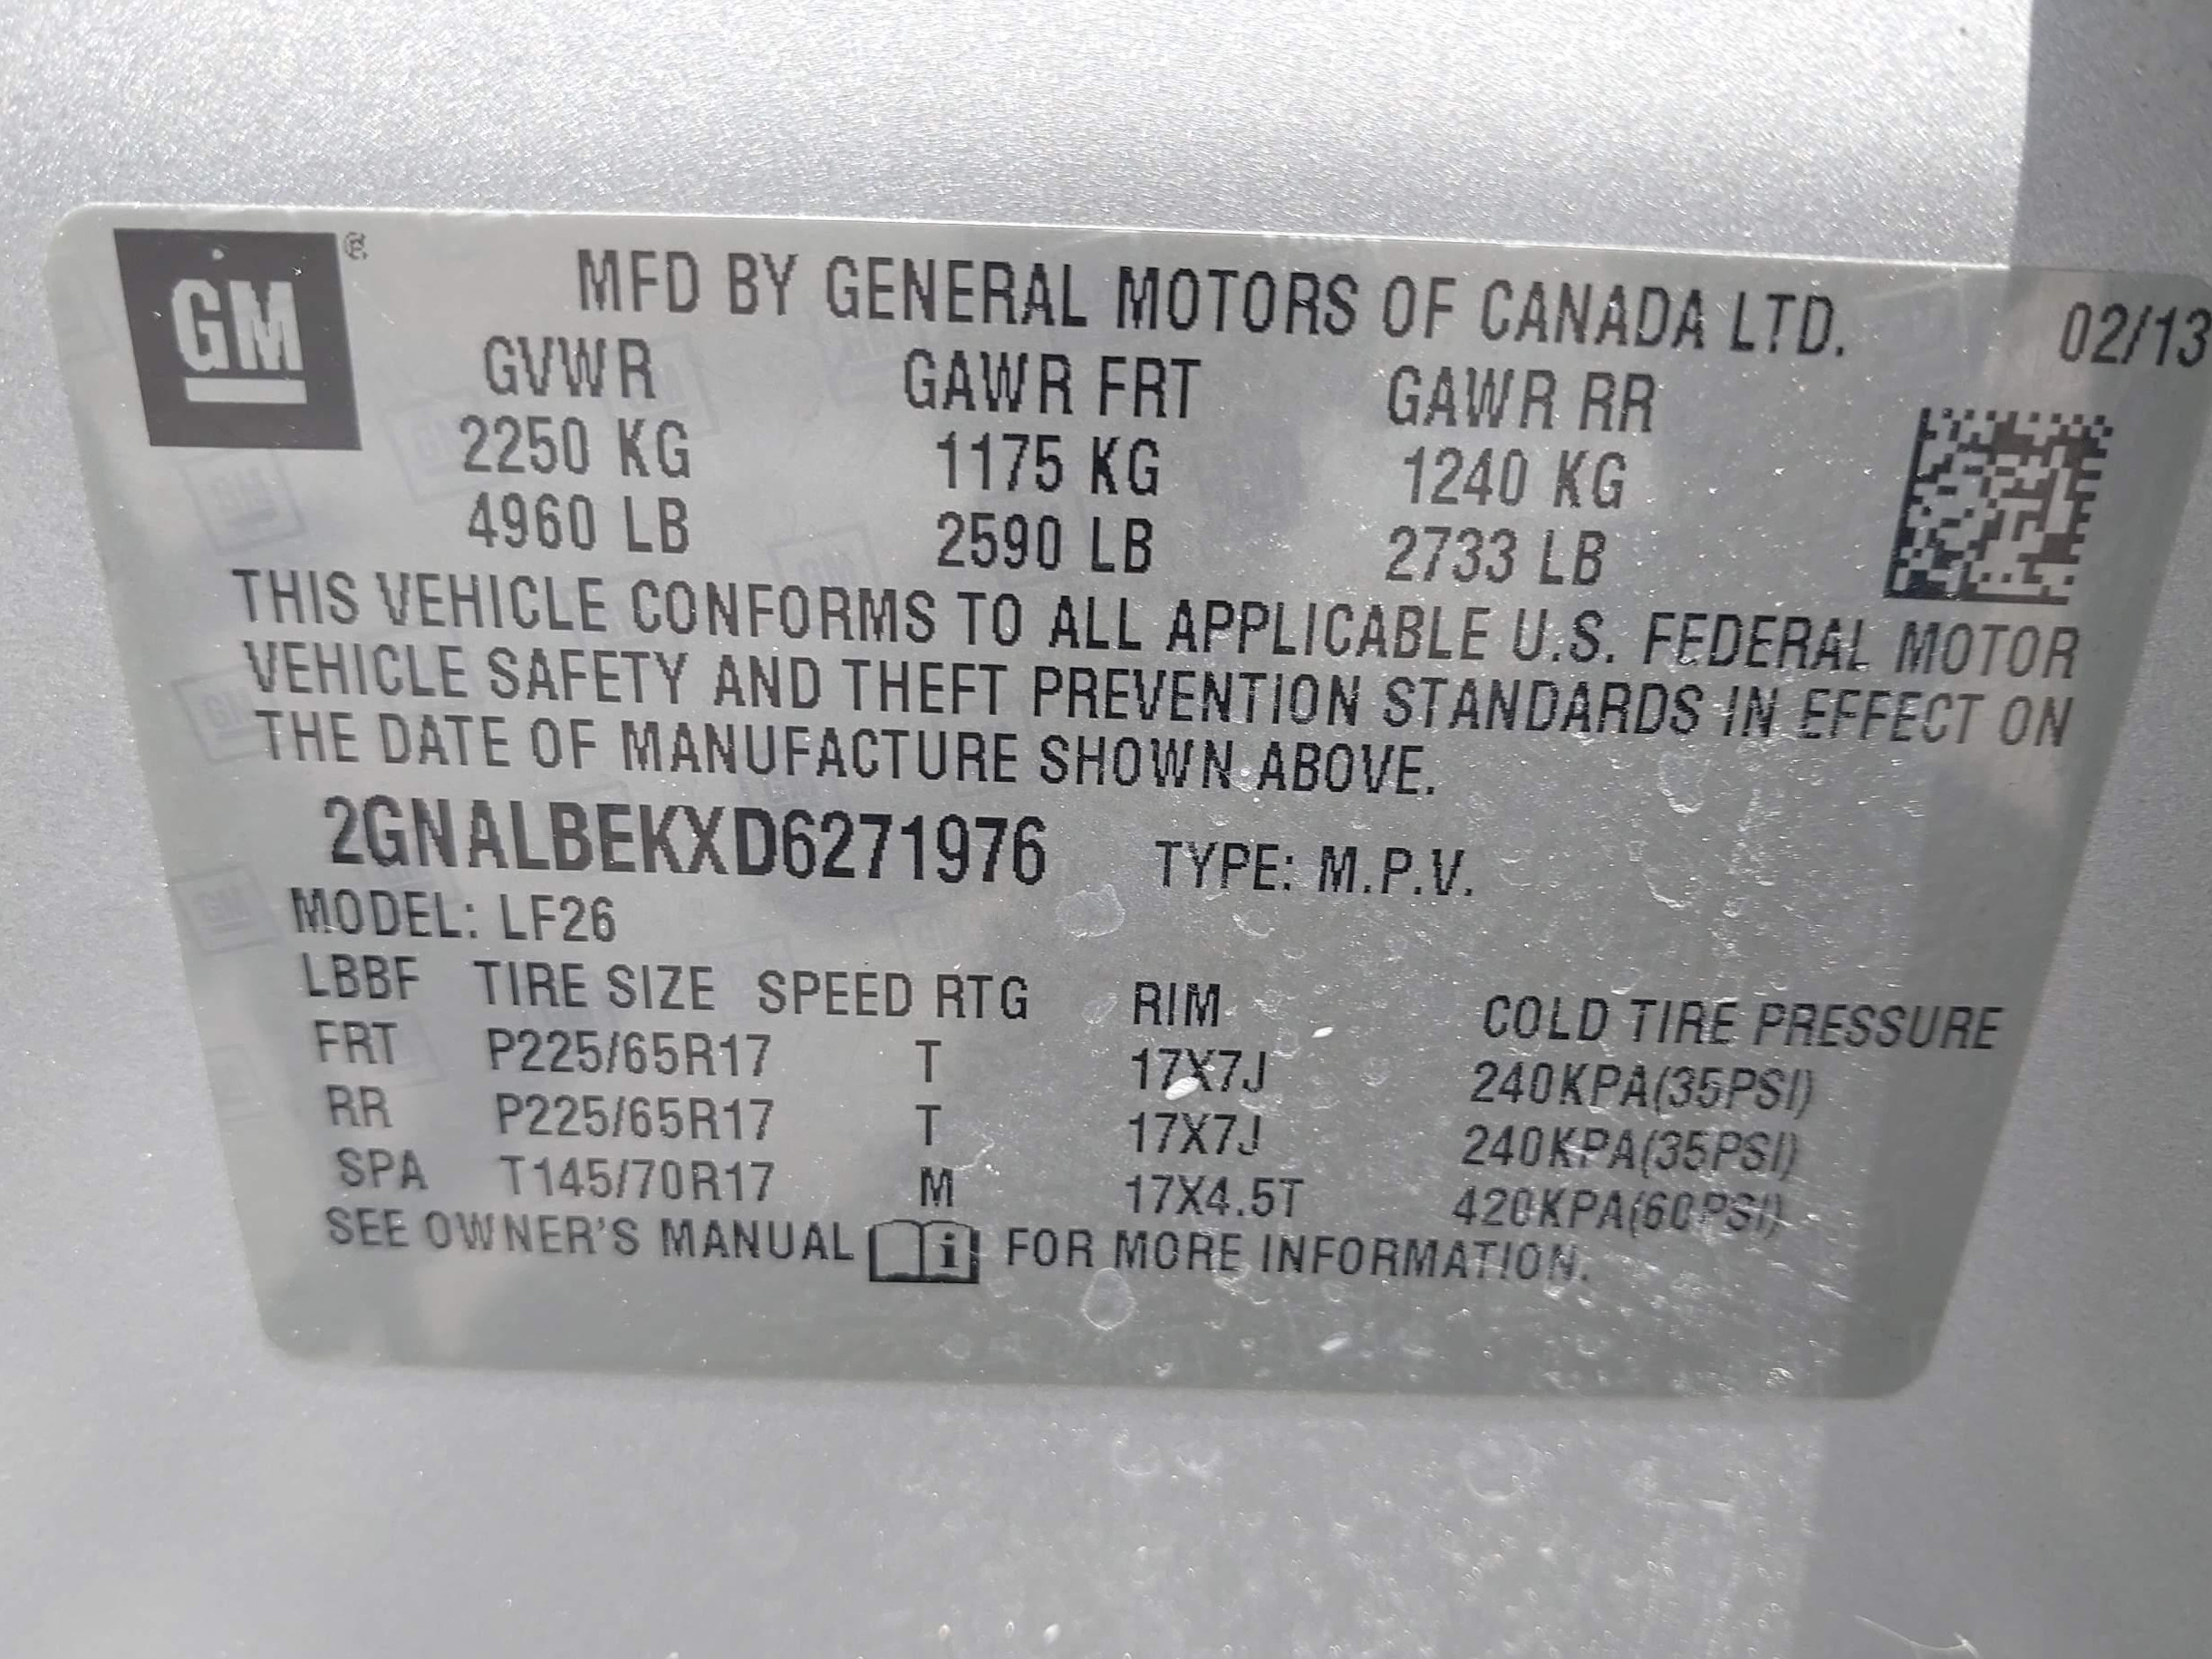 GM ®
MFD BY GENERAL MOTORS OF CANADA LTD. 02/13
GVWR GAWR FRT GAWR RR
2250 KG 1175 KG 1240 KG
4960 LB 2590 LB 2733 LB
THIS VEHICLE CONFORMS TO ALL APPLICABLE U.S. FEDERAL MOTOR
VEHICLE SAFETY AND THEFT PREVENTION STANDARDS IN EFFECT ON
THE DATE OF MANUFACTURE SHOWN ABOVE.
2GNALBEKXD6271976 TYPE: M.P.V.
MODEL: LF26
LBBF TIRE SIZE SPEED RTG RIM COLD TIRE PRESSURE
FRT P225/65R17 T 17X7J 240KPA(35PSI)
RR P225/65R17 T 17X7J 240KPA(35PSI)
SPA T145/70R17 M 17X4.5T 420KPA(60PSI)
SEE OWNER'S MANUAL i FOR MORE INFORMATION.